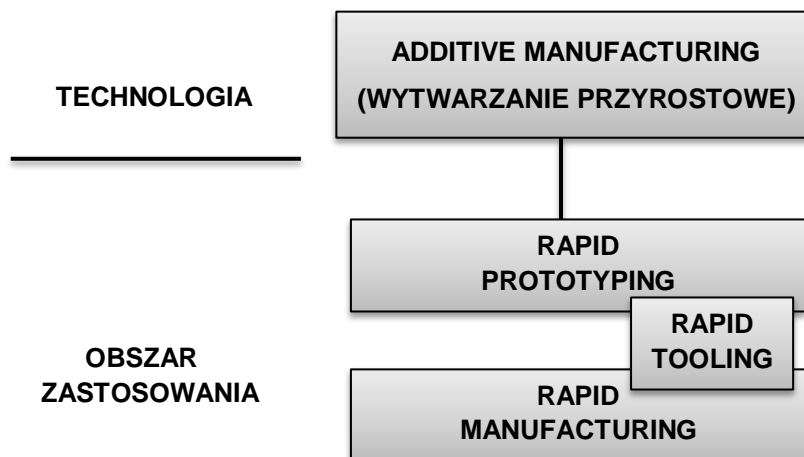 TECHNOLOGIA
ADDITIVE MANUFACTURING
(WYTWARZANIE PRZYROSTOWE)
RAPID
PROTOTYPING
RAPID
TOOLING
OBSZAR
ZASTOSOWANIA
RAPID
MANUFACTURING